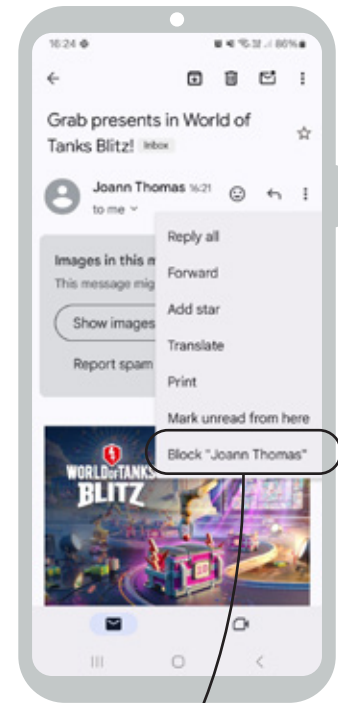 16:24
86%
Grab presents in World of
Tanks Blitz! Inbox
Joann Thomas 16:21
to me
Reply all
Forward
Add star
Translate
Print
Mark unread from here
Block "Joann Thomas"
Images in this m
This message mig
Show images
Report spam
WORLD OF TANKS
BLITZ